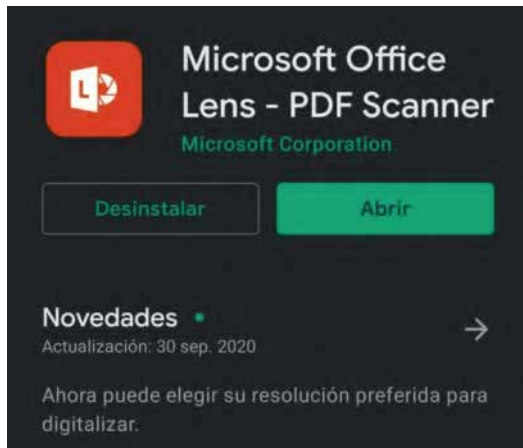 L
Microsoft Office
Lens - PDF Scanner
Microsoft Corporation
Desinstalar
Abrir
Novedades
Actualización: 30 sep. 2020
Ahora puede elegir su resolución preferida para
digitalizar.